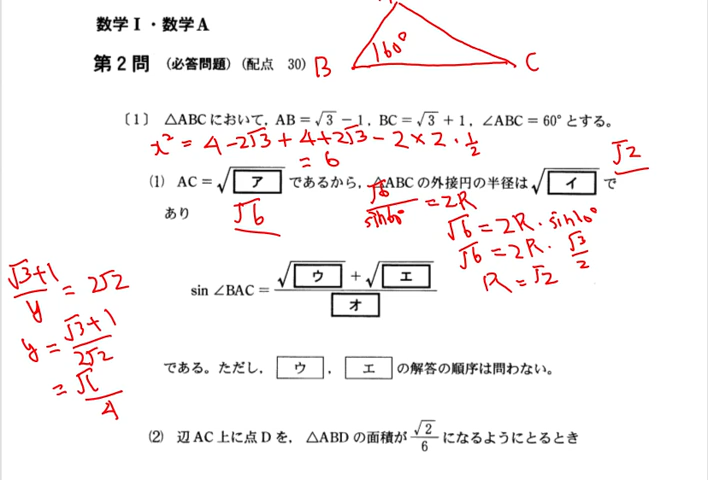 数学Ⅰ・数学A
第2問 (必答問題) (配点 30)
B 60° C
〔1〕 △ABCにおいて, AB=√3−1, BC=√3+1, ∠ABC=60°とする。
x²=4−2√3+4+2√3−2×2・1/2
=6
(1) AC=√ア であるから, △ABCの外接円の半径は√イ で
√2
あり
√6
√6/sin60°=2R
√6=2R・sin60°
√6=2R・√3/2
R=√2
sin∠BAC=(√ウ+√エ)/オ
(√3+1)/y=2√2
y=(√3+1)/2√2
=√ /4
である。ただし, ウ , エ の解答の順序は問わない。
(2) 辺AC上に点Dを, △ABDの面積が√2/6になるようにとるとき